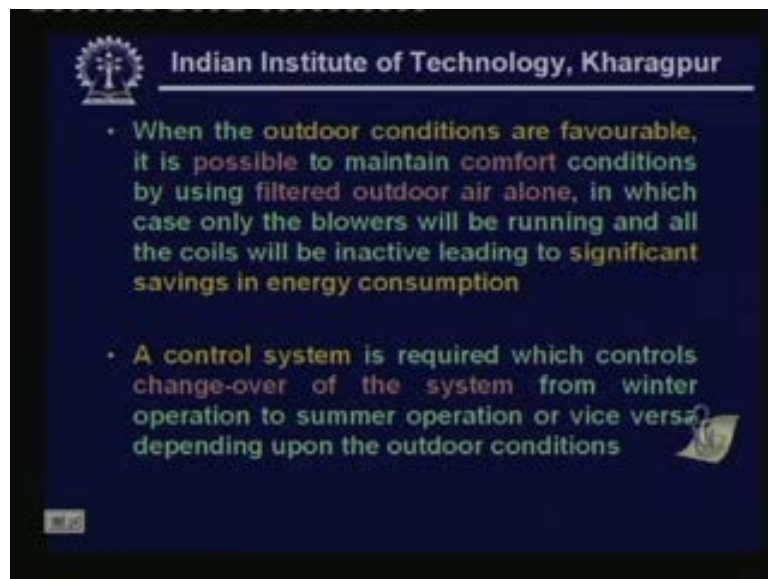 Indian Institute of Technology, Kharagpur
• When the outdoor conditions are favourable,
it is possible to maintain comfort conditions
by using filtered outdoor air alone, in which
case only the blowers will be running and all
the coils will be inactive leading to significant
savings in energy consumption
• A control system is required which controls
change-over of the system from winter
operation to summer operation or vice versa
depending upon the outdoor conditions